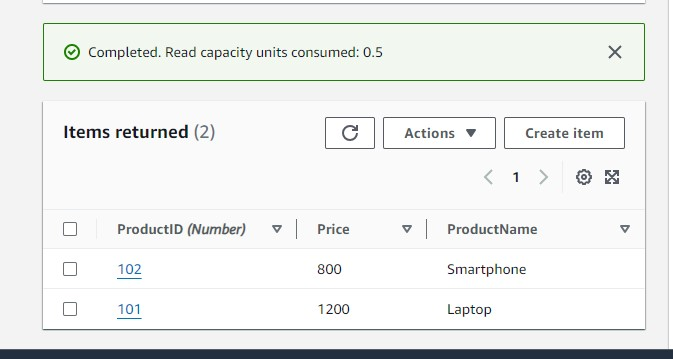 Completed. Read capacity units consumed: 0.5
Items returned (2)
Actions
Create item
1
ProductID (Number) Price ProductName
102 800 Smartphone
101 1200 Laptop